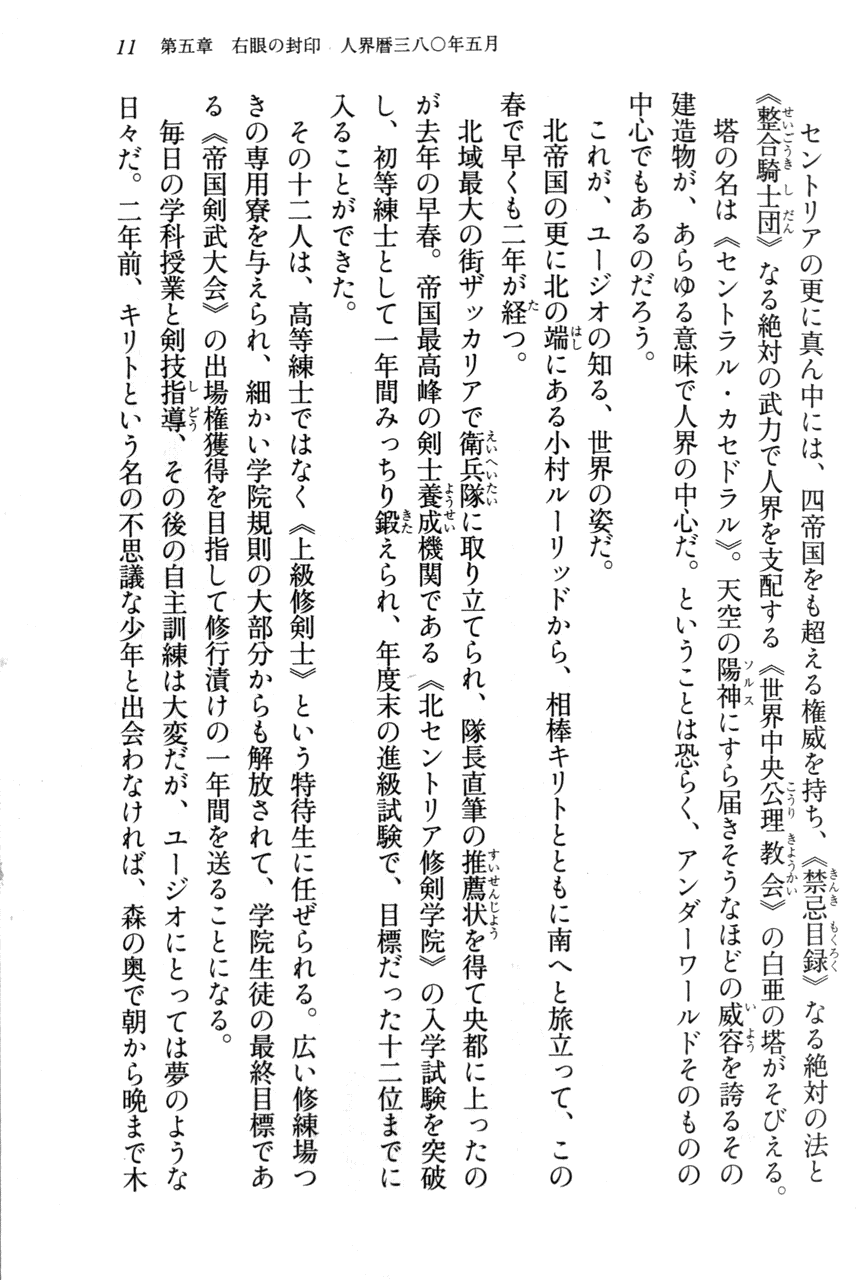 11　第五章　右眼の封印　人界暦三八〇年五月
　セントリアの更に真ん中には、四帝国をも超える権威を持ち、《禁忌目録》なる絶対の法と
《整合騎士団》なる絶対の武力で人界を支配する《世界中央公理教会》の白亜の塔がそびえる。
　塔の名は《セントラル・カセドラル》。天空の陽神にすら届きそうなほどの威容を誇るその
建造物が、あらゆる意味で人界の中心だ。ということは恐らく、アンダーワールドそのものの
中心でもあるのだろう。
　これが、ユージオの知る、世界の姿だ。
　北帝国の更に北の端にある小村ルーリッドから、相棒キリトとともに南へと旅立って、この
春で早くも二年が経つ。
　北域最大の街ザッカリアで衛兵隊に取り立てられ、隊長直筆の推薦状を得て央都に上ったの
が去年の早春。帝国最高峰の剣士養成機関である《北セントリア修剣学院》の入学試験を突破
し、初等練士として一年間みっちり鍛えられ、年度末の進級試験で、目標だった十二位までに
入ることができた。
　その十二人は、高等練士ではなく《上級修剣士》という特待生に任ぜられる。広い修練場つ
きの専用寮を与えられ、細かい学院規則の大部分からも解放されて、学院生徒の最終目標であ
る《帝国剣武大会》の出場権獲得を目指して修行漬けの一年間を送ることになる。
　毎日の学科授業と剣技指導、その後の自主訓練は大変だが、ユージオにとっては夢のような
日々だ。二年前、キリトという名の不思議な少年と出会わなければ、森の奥で朝から晩まで木